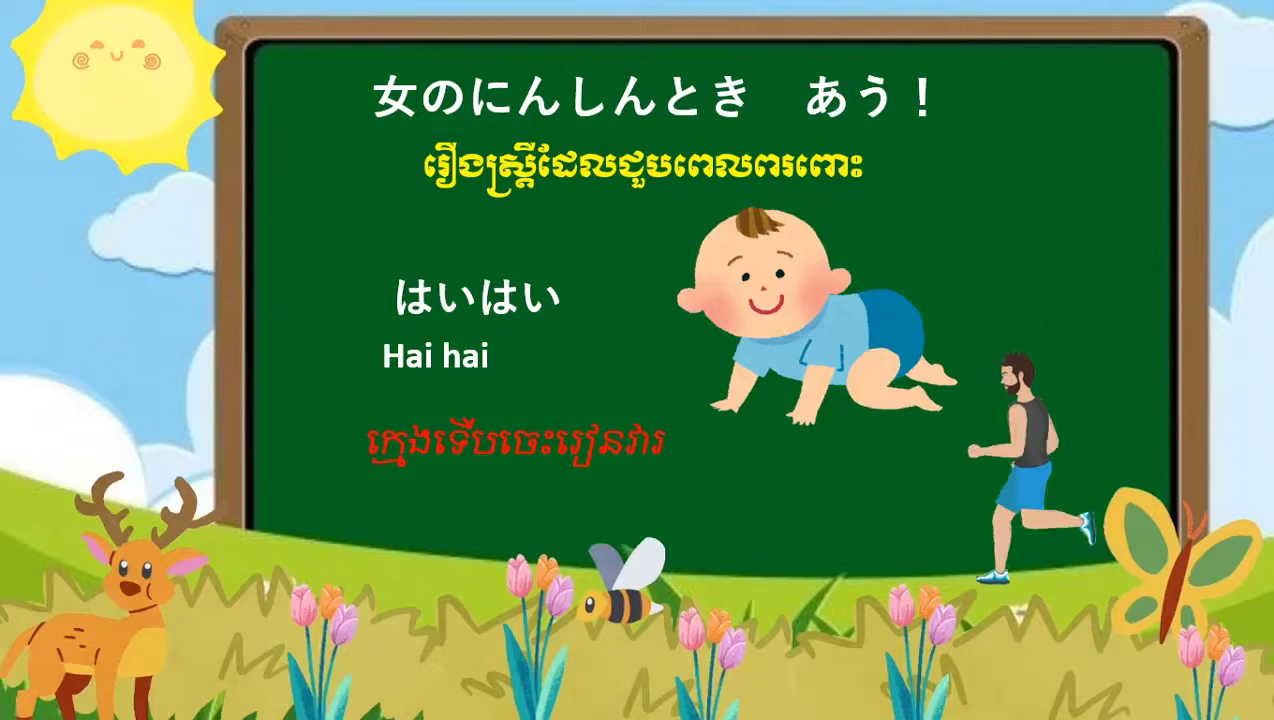 女のにんしんとき　あう！
រឿងស្ត្រីដែលជួបពេលពរពោះ
はいはい
Hai hai
ក្មេងទើបចេះរៀនវារ